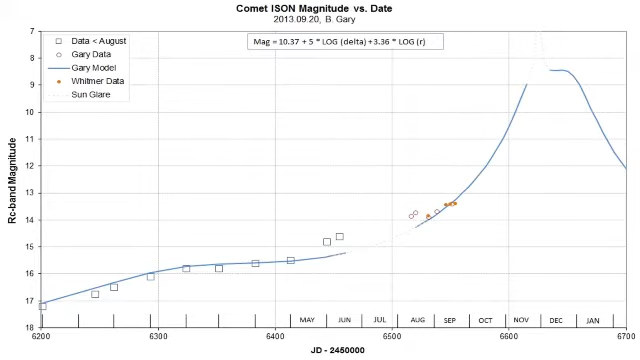 Comet ISON Magnitude vs. Date
2013.09.20, B. Gary
Mag = 10.37 + 5 * LOG (delta) + 3.36 * LOG (r)
Data < August
Gary Data
Gary Model
Whitmer Data
Sun Glare
Rc-band Magnitude
7
8
9
10
11
12
13
14
15
16
17
18
MAY JUN JUL AUG SEP OCT NOV DEC JAN
6200 6300 6400 6500 6600 6700
JD - 2450000